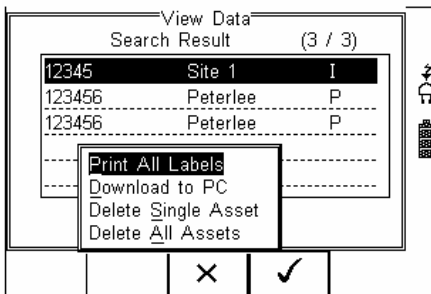 View Data
Search Result (3 / 3)
12345 Site 1 I
123456 Peterlee P
123456 Peterlee P
Print All Labels
Download to PC
Delete Single Asset
Delete All Assets